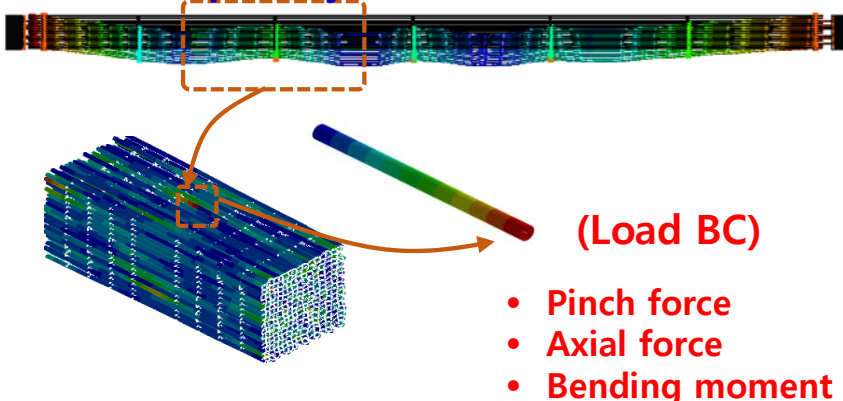 (Load BC)
• Pinch force
• Axial force
• Bending moment